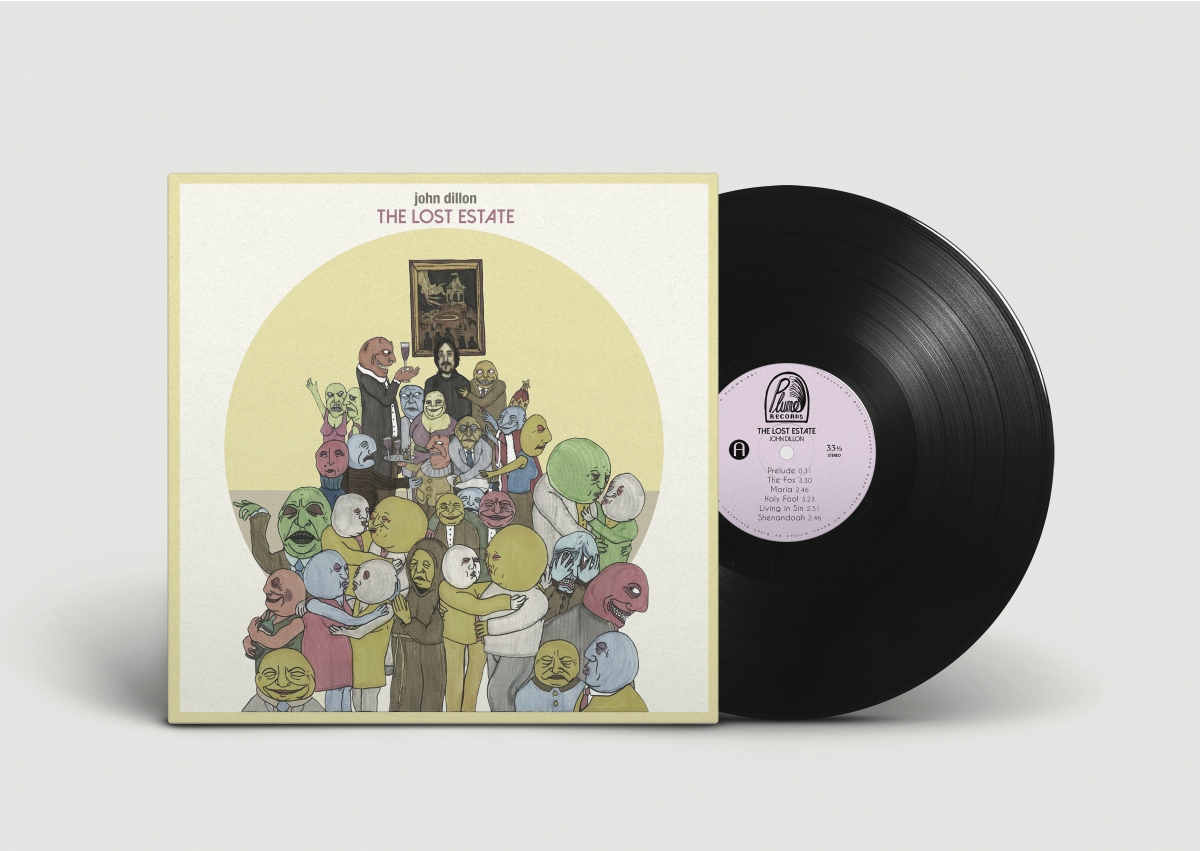 john dillon
THE LOST ESTATE
Plume
RECORDS
THE LOST ESTATE
JOHN DILLON
A
33⅓
STEREO
Prelude 0.31
The Fox 3.30
Maria 2.46
Holy Fool 3.23
Living in Sin 2.51
Shenandoah 2.46